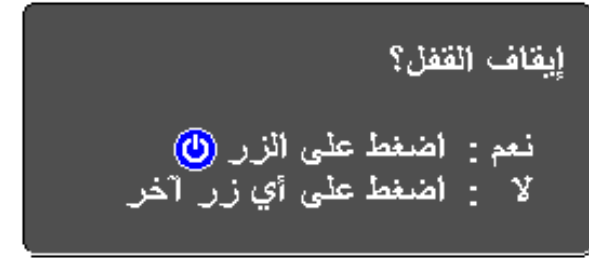 إيقاف القفل؟
نعم : اضغط على الزر
لا : اضغط على أي زر آخر